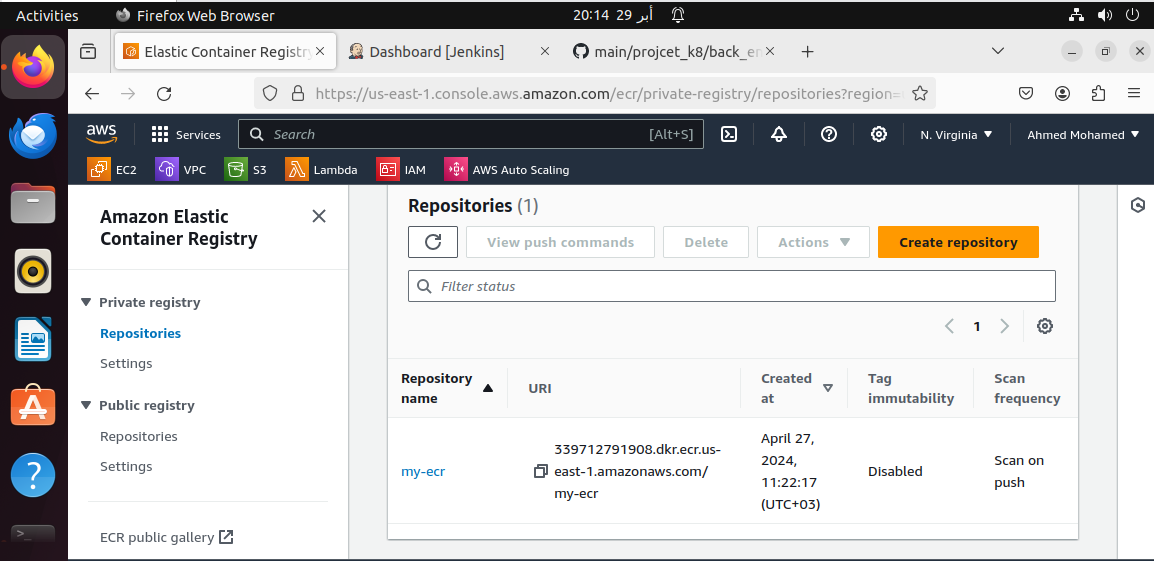 Activities
Firefox Web Browser
20:14 29 أبر
Elastic Container Registry
Dashboard [Jenkins]
main/projcet_k8/back_en
https://us-east-1.console.aws.amazon.com/ecr/private-registry/repositories?region=
aws
Services
Search
[Alt+S]
N. Virginia
Ahmed Mohamed
EC2
VPC
S3
Lambda
IAM
AWS Auto Scaling
Amazon Elastic
Container Registry
Private registry
Repositories
Settings
Public registry
Repositories
Settings
ECR public gallery
Repositories (1)
View push commands
Delete
Actions
Create repository
Filter status
1
Repository
name
URI
Created
at
Tag
immutability
Scan
frequency
my-ecr
339712791908.dkr.ecr.us-
east-1.amazonaws.com/
my-ecr
April 27,
2024,
11:22:17
(UTC+03)
Disabled
Scan on
push